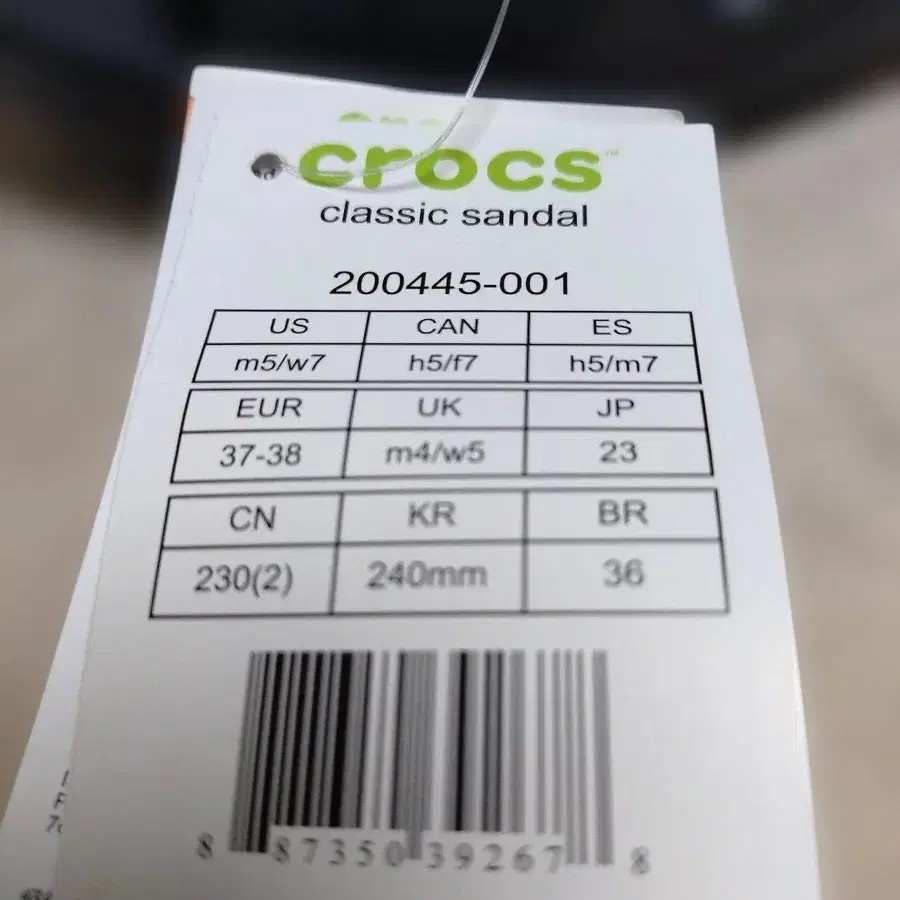 crocs™
classic sandal
200445-001
US CAN ES
m5/w7 h5/f7 h5/m7
EUR UK JP
37-38 m4/w5 23
CN KR BR
230(2) 240mm 36
8 87350 39267 8